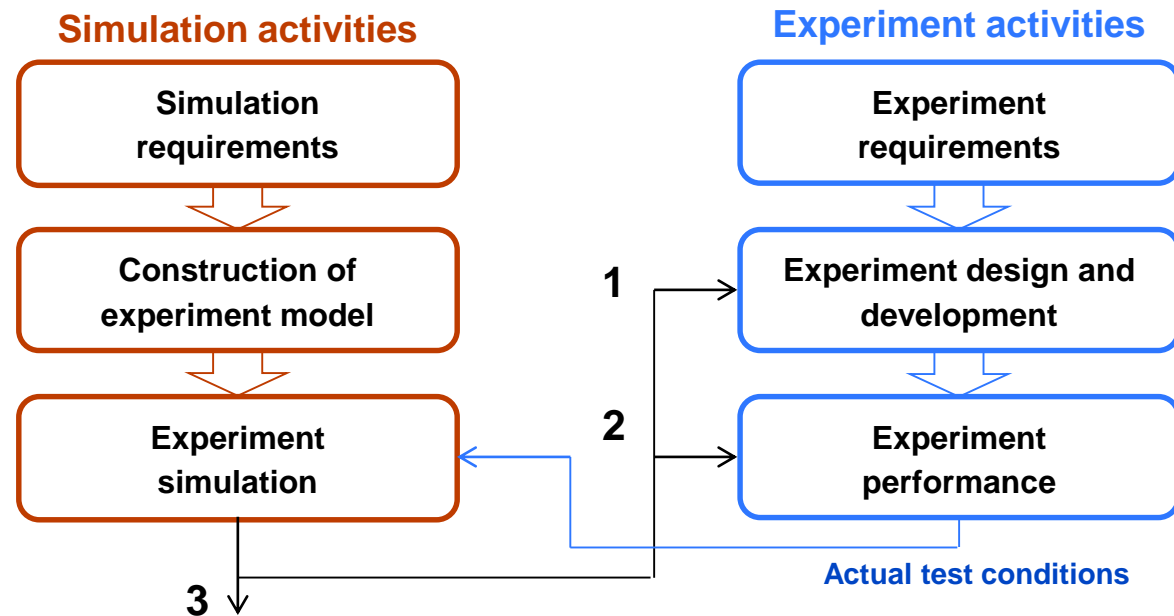 Simulation activities
Simulation
requirements
Construction of
experiment model
Experiment
simulation
3
Experiment activities
Experiment
requirements
1
Experiment design and
development
2
Experiment
performance
Actual test conditions